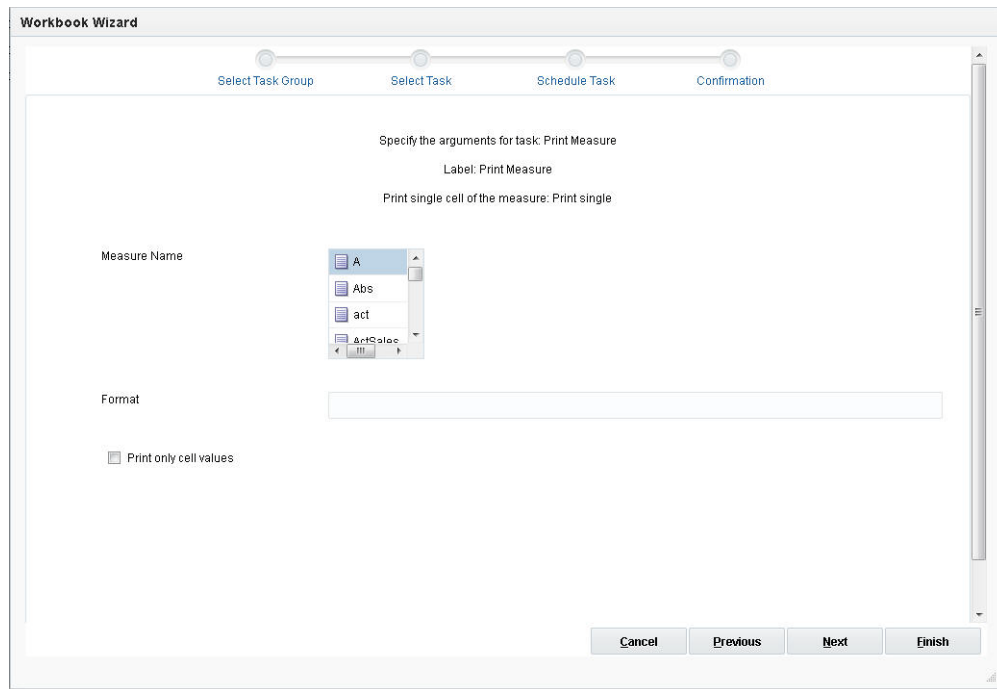 Workbook Wizard
Select Task Group Select Task Schedule Task Confirmation
Specify the arguments for task: Print Measure
Label: Print Measure
Print single cell of the measure: Print single
Measure Name
A
Abs
act
ActSales
Format
Print only cell values
Cancel Previous Next Finish